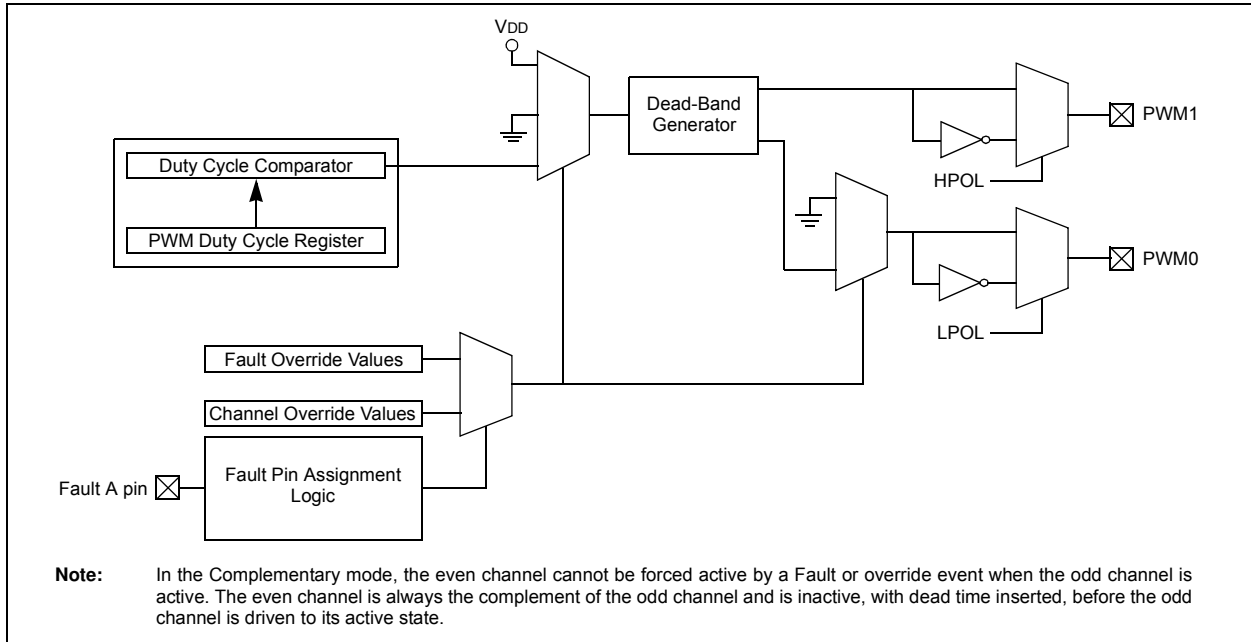 VDD
Dead-Band
Generator
PWM1
Duty Cycle Comparator
HPOL
PWM Duty Cycle Register
PWM0
LPOL
Fault Override Values
Channel Override Values
Fault Pin Assignment
Logic
Fault A pin
Note: In the Complementary mode, the even channel cannot be forced active by a Fault or override event when the odd channel is
active. The even channel is always the complement of the odd channel and is inactive, with dead time inserted, before the odd
channel is driven to its active state.